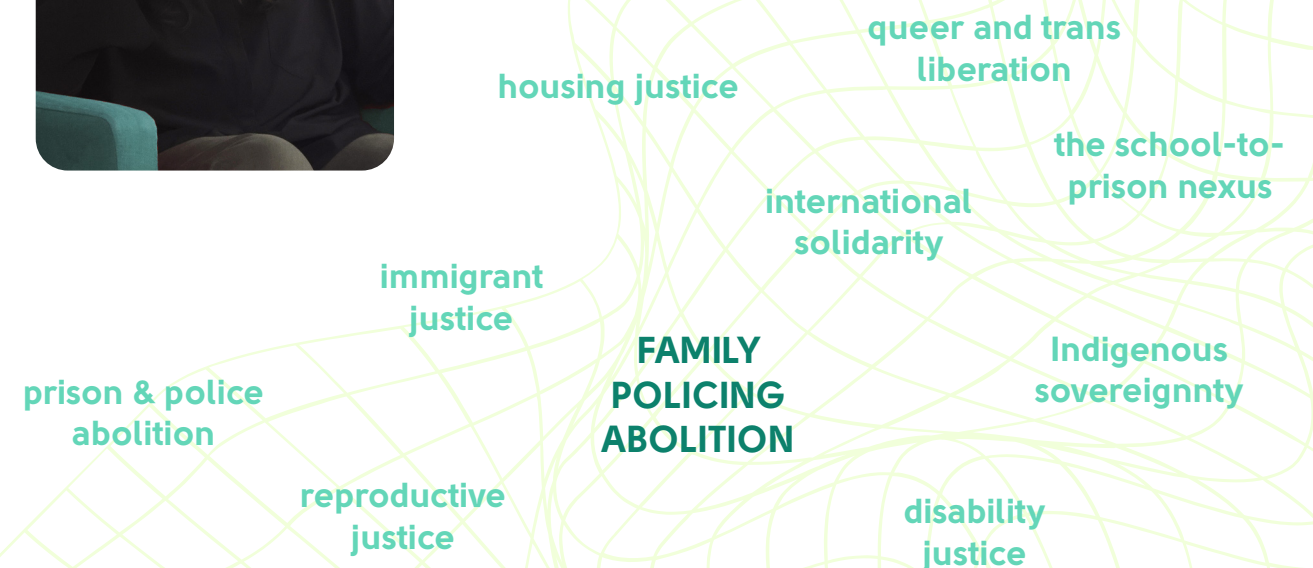 queer and trans
liberation
housing justice
the school-to-
prison nexus
international
solidarity
immigrant
justice
FAMILY
POLICING
ABOLITION
Indigenous
sovereignnty
prison & police
abolition
reproductive
justice
disability
justice